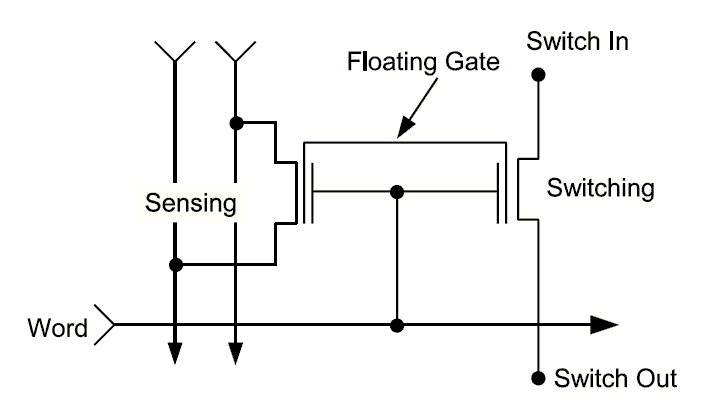 Switch In
Floating Gate
Switching
Sensing
Word
Switch Out